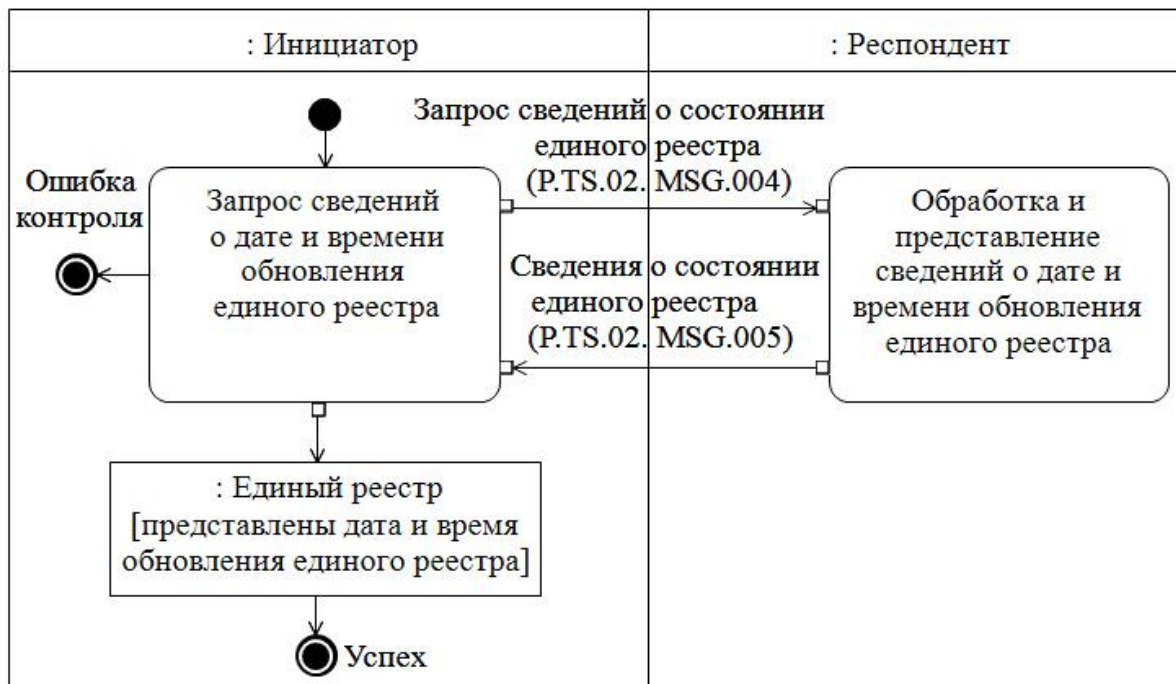 : Инициатор
: Респондент
Запрос сведений о состоянии
единого реестра
(P.TS.02. MSG.004)
Ошибка
контроля
Запрос сведений
о дате и времени
обновления
единого реестра
Обработка и
представление
сведений о дате и
времени обновления
единого реестра
Сведения о состоянии
единого реестра
(P.TS.02. MSG.005)
: Единый реестр
[представлены дата и время
обновления единого реестра]
Успех